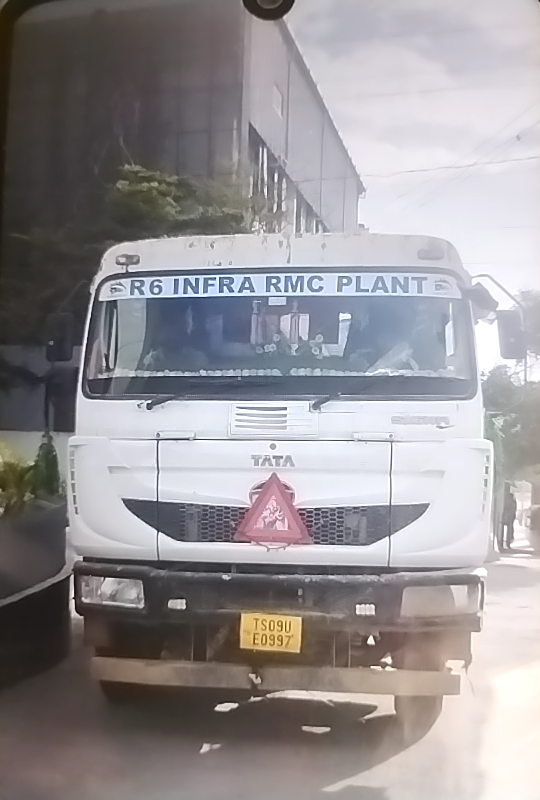 R6 INFRA RMC PLANT
TATA
TS09U
E0997